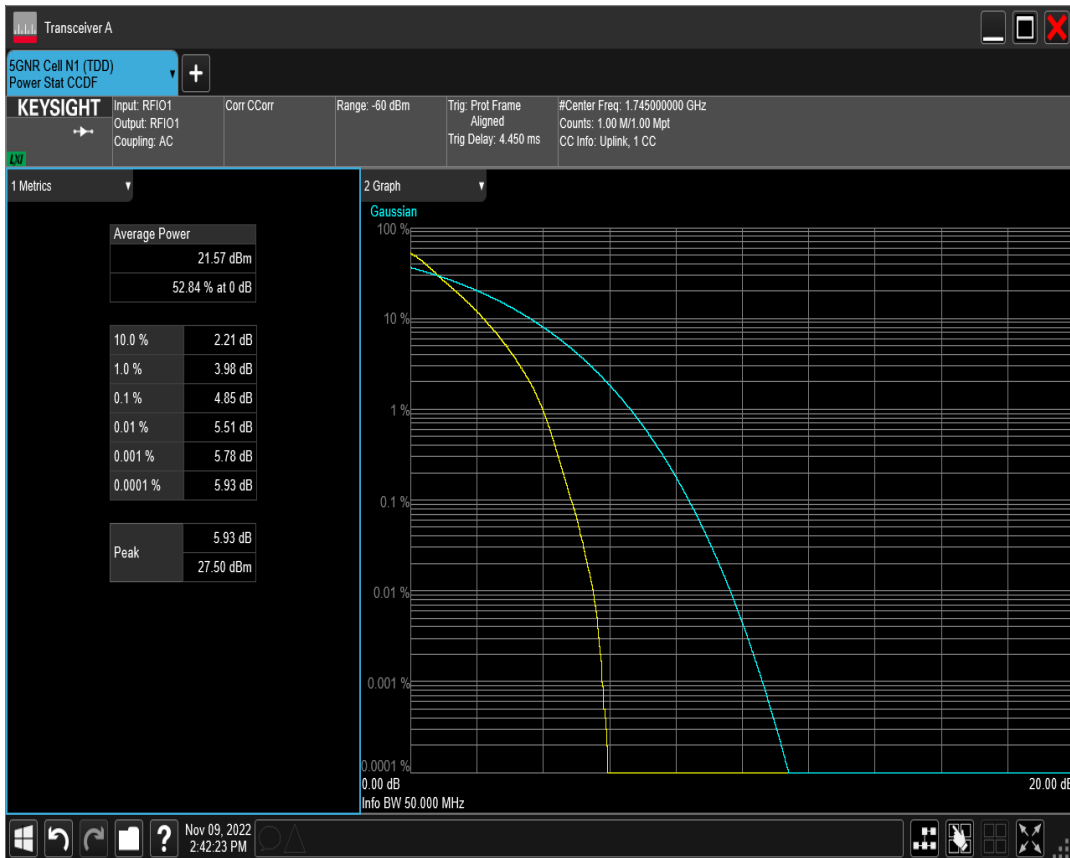 Transceiver A
5GNR Cell N1 (TDD)
Power Stat CCDF
+
KEYSIGHT
LXI
Input: RFIO1
Output: RFIO1
Coupling: AC
Corr CCorr
Range: -60 dBm
Trig: Prot Frame
Aligned
Trig Delay: 4.450 ms
#Center Freq: 1.745000000 GHz
Counts: 1.00 M/1.00 Mpt
CC Info: Uplink, 1 CC
1 Metrics
Average Power
21.57 dBm
52.84 % at 0 dB
10.0 % 2.21 dB
1.0 % 3.98 dB
0.1 % 4.85 dB
0.01 % 5.51 dB
0.001 % 5.78 dB
0.0001 % 5.93 dB
Peak 5.93 dB
27.50 dBm
2 Graph
Gaussian
100 %
10 %
1 %
0.1 %
0.01 %
0.001 %
0.0001 %
0.00 dB 20.00 dB
Info BW 50.000 MHz
?
Nov 09, 2022
2:42:23 PM